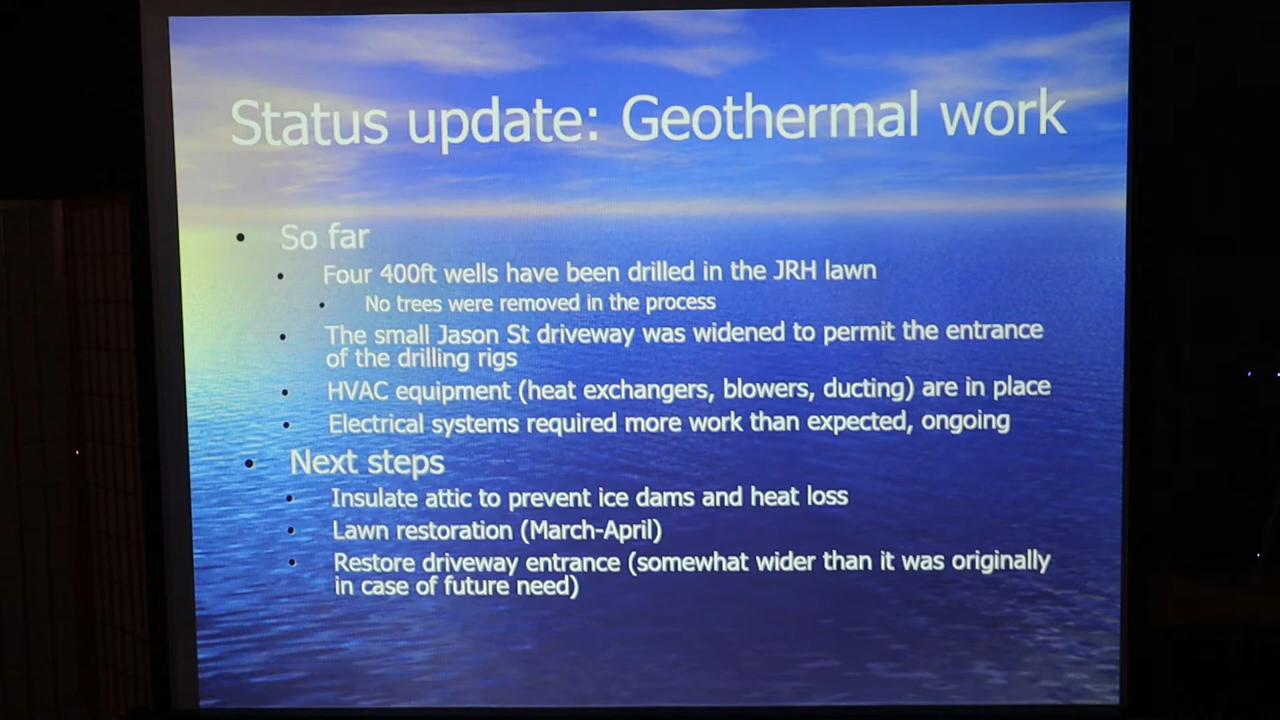 Status update: Geothermal work
• So far
• Four 400ft wells have been drilled in the JRH lawn
• No trees were removed in the process
• The small Jason St driveway was widened to permit the entrance
of the drilling rigs
• HVAC equipment (heat exchangers, blowers, ducting) are in place
• Electrical systems required more work than expected, ongoing
• Next steps
• Insulate attic to prevent ice dams and heat loss
• Lawn restoration (March-April)
• Restore driveway entrance (somewhat wider than it was originally
in case of future need)